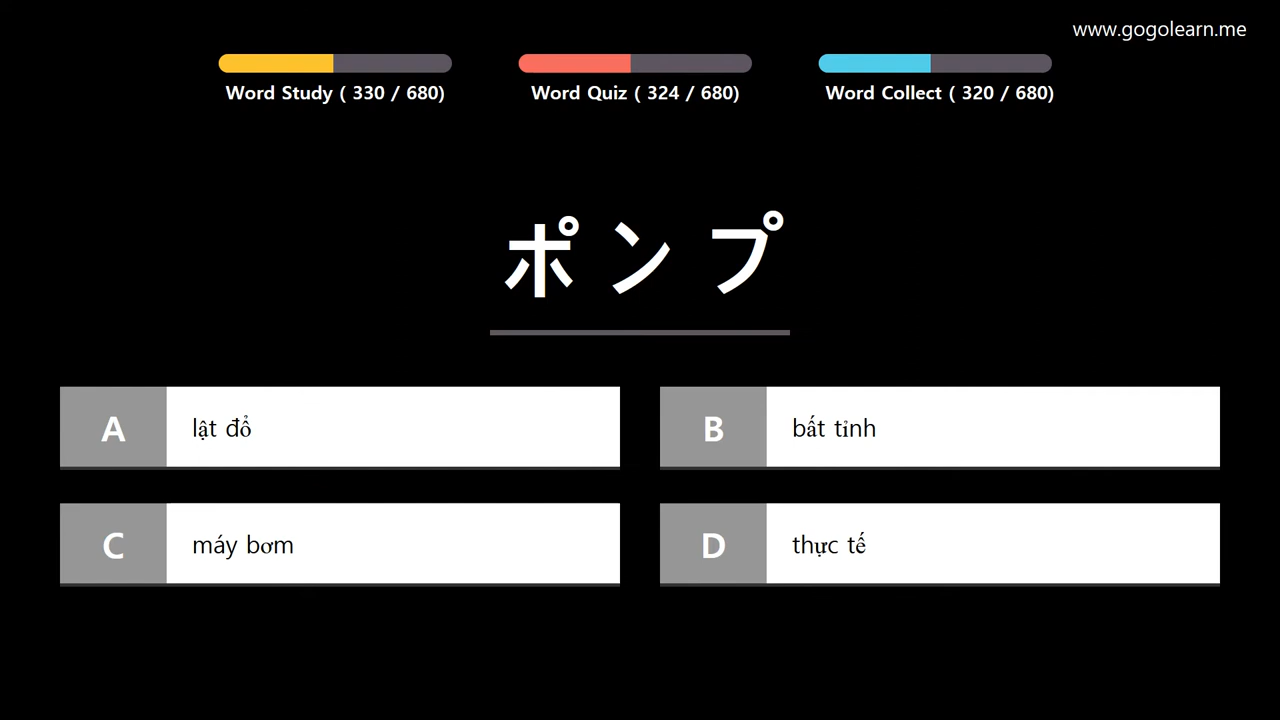 www.gogolearn.me
Word Study ( 330 / 680)
Word Quiz ( 324 / 680)
Word Collect ( 320 / 680)
ポンプ
A lật đổ
B bất tỉnh
C máy bơm
D thực tế